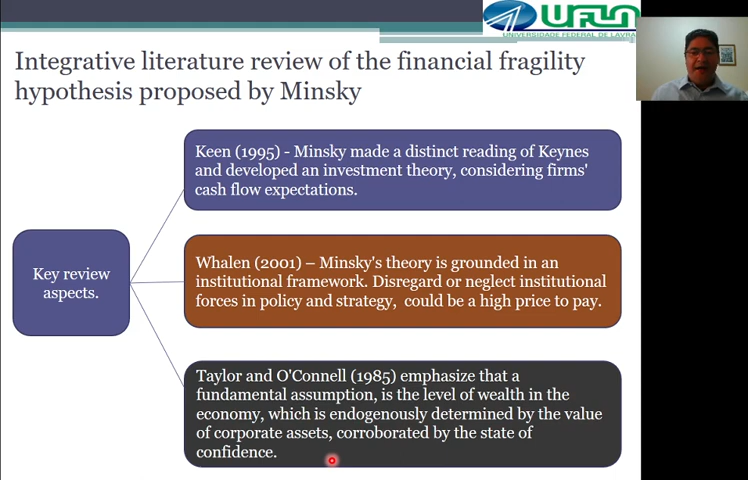 UFLA
UNIVERSIDADE FEDERAL DE LAVRAS
Integrative literature review of the financial fragility
hypothesis proposed by Minsky
Key review
aspects.
Keen (1995) - Minsky made a distinct reading of Keynes
and developed an investment theory, considering firms'
cash flow expectations.
Whalen (2001) – Minsky's theory is grounded in an
institutional framework. Disregard or neglect institutional
forces in policy and strategy, could be a high price to pay.
Taylor and O'Connell (1985) emphasize that a
fundamental assumption, is the level of wealth in the
economy, which is endogenously determined by the value
of corporate assets, corroborated by the state of
confidence.